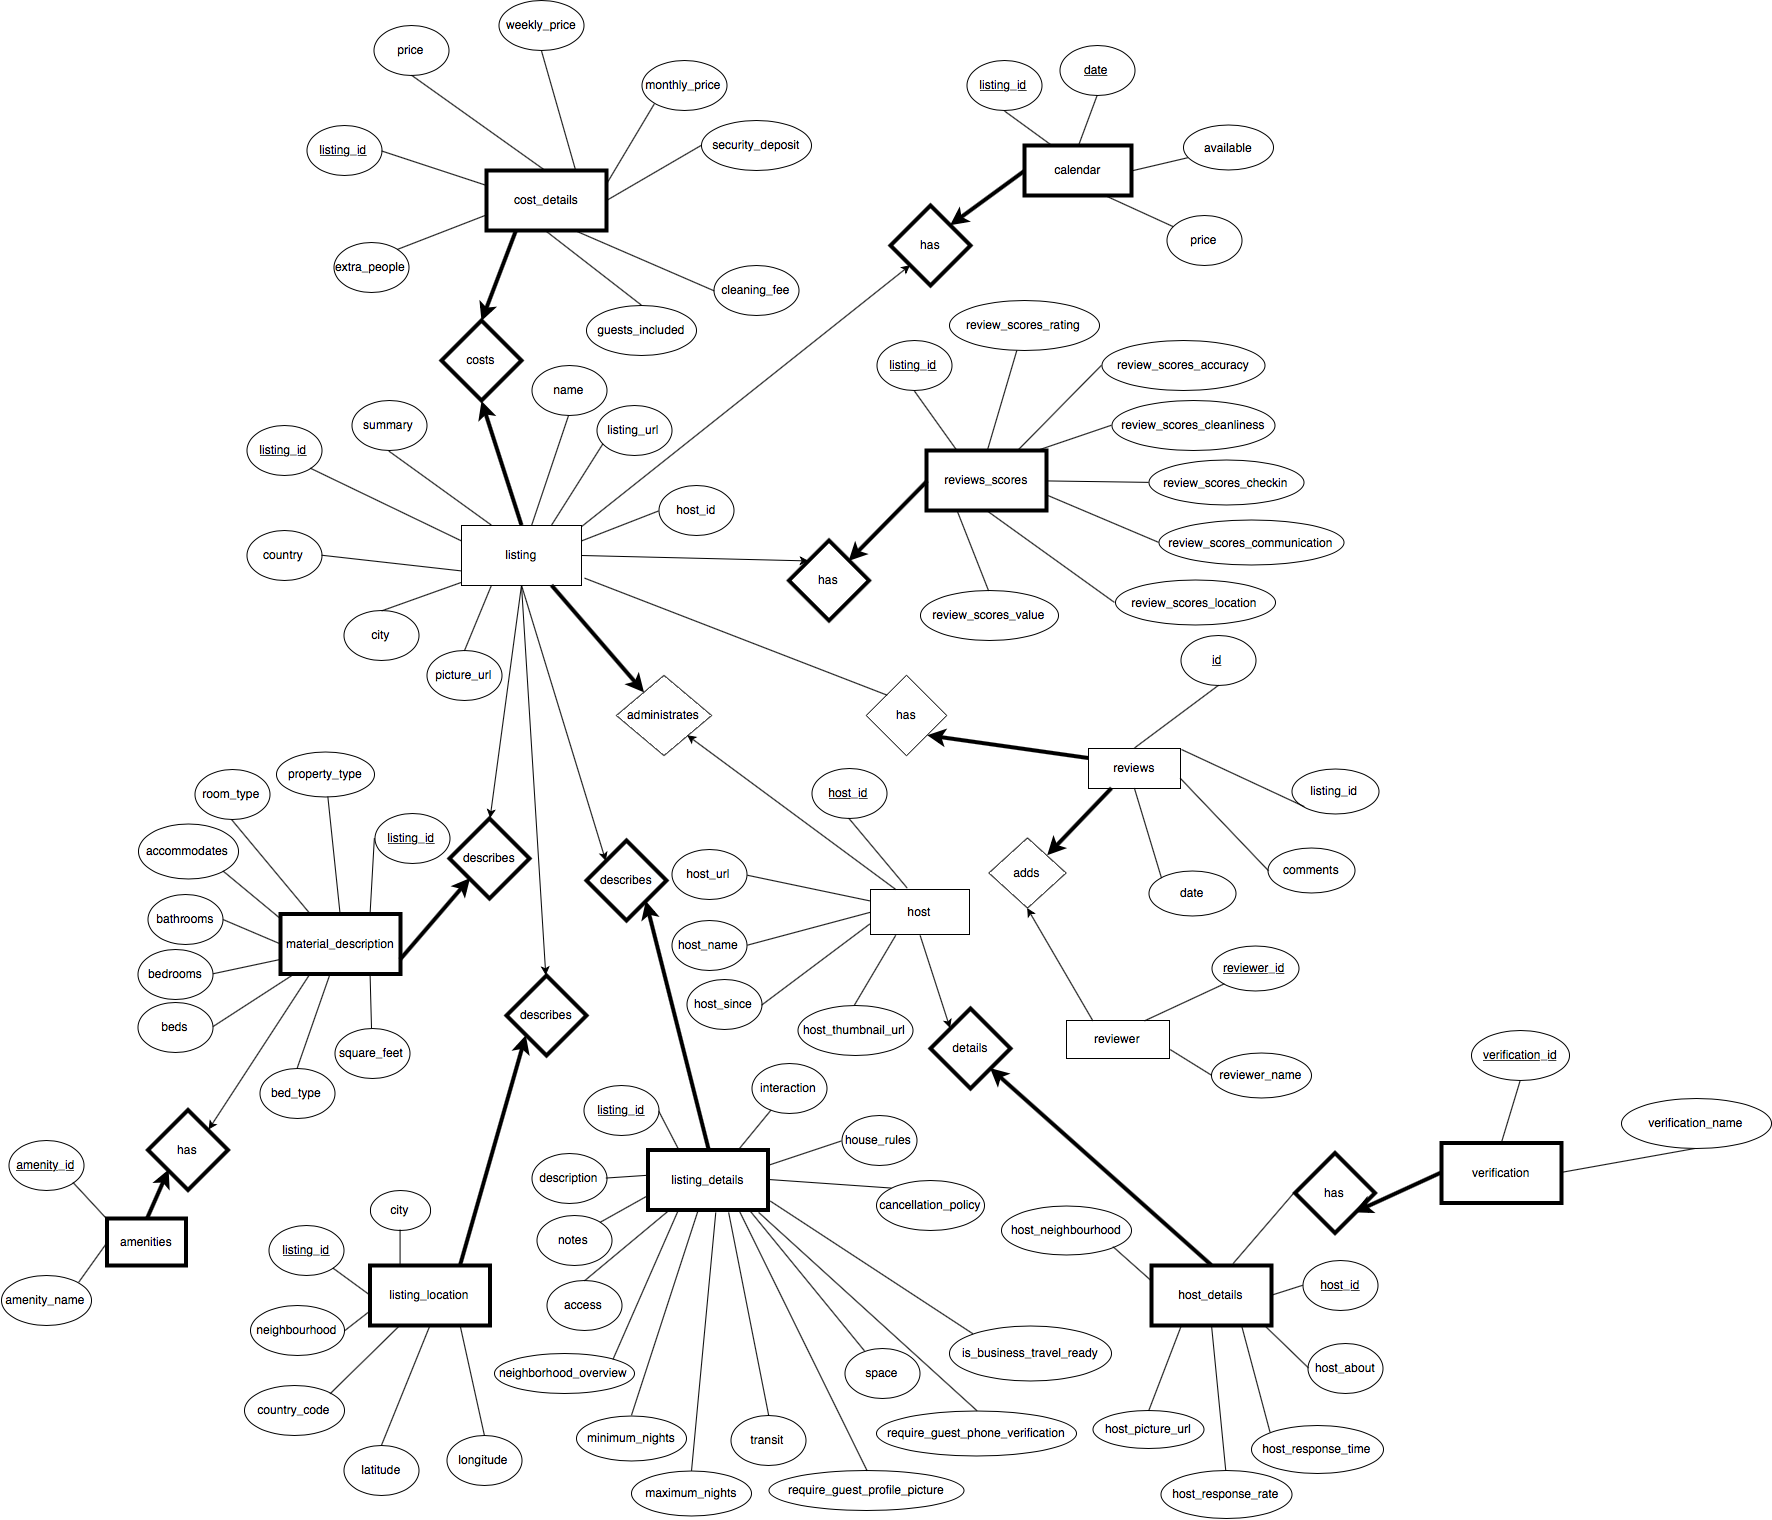 weekly_price
price
monthly_price
listing_id
security_deposit
cost_details
extra_people
cleaning_fee
guests_included
costs
date
listing_id
available
calendar
price
has
review_scores_rating
listing_id
review_scores_accuracy
review_scores_cleanliness
reviews_scores
review_scores_checkin
review_scores_communication
review_scores_location
review_scores_value
has
name
summary
listing_url
listing_id
host_id
country
listing
city
picture_url
administrates
has
id
reviews
listing_id
comments
date
adds
reviewer_id
reviewer
reviewer_name
property_type
room_type
listing_id
accommodates
describes
bathrooms
material_description
bedrooms
beds
square_feet
bed_type
has
amenity_id
amenities
amenity_name
describes
describes
host_id
host_url
host
host_name
host_since
host_thumbnail_url
details
interaction
listing_id
house_rules
description
listing_details
cancellation_policy
notes
access
neighborhood_overview
minimum_nights
maximum_nights
transit
require_guest_profile_picture
space
require_guest_phone_verification
is_business_travel_ready
city
listing_id
listing_location
neighbourhood
country_code
latitude
longitude
verification_id
verification_name
verification
has
host_neighbourhood
host_details
host_id
host_about
host_picture_url
host_response_time
host_response_rate